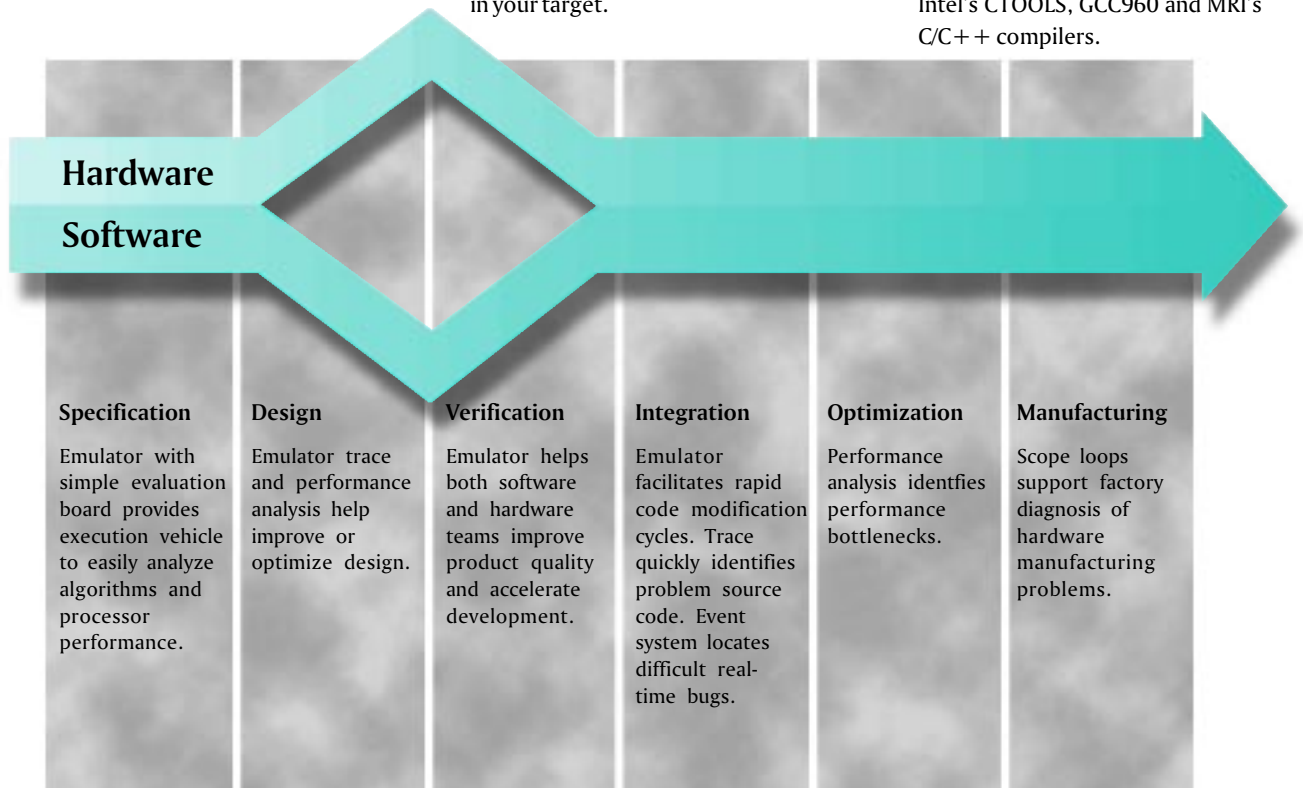 in your target.
Intel's CTOOLS, GCC960 and MRI's
C/C++ compilers.
Hardware
Software
Specification
Emulator with
simple evaluation
board provides
execution vehicle
to easily analyze
algorithms and
processor
performance.
Design
Emulator trace
and performance
analysis help
improve or
optimize design.
Verification
Emulator helps
both software
and hardware
teams improve
product quality
and accelerate
development.
Integration
Emulator
facilitates rapid
code modification
cycles. Trace
quickly identifies
problem source
code. Event
system locates
difficult real-
time bugs.
Optimization
Performance
analysis identfies
performance
bottlenecks.
Manufacturing
Scope loops
support factory
diagnosis of
hardware
manufacturing
problems.